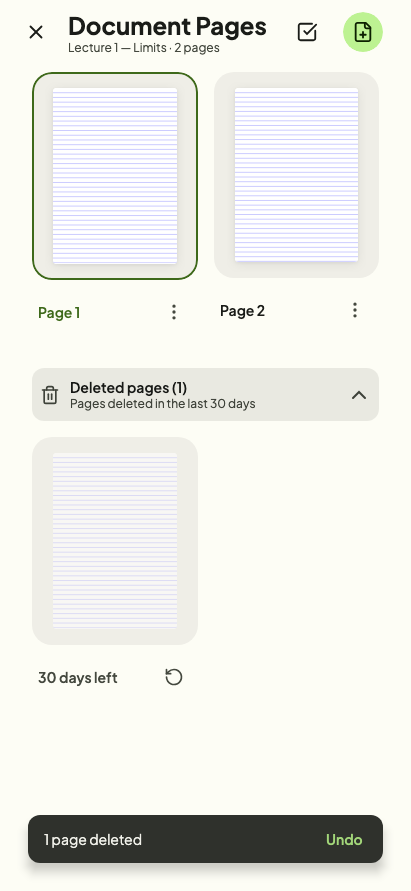 Document Pages
Lecture 1 — Limits · 2 pages
Page 1
Page 2
Deleted pages (1)
Pages deleted in the last 30 days
30 days left
1 page deleted
Undo